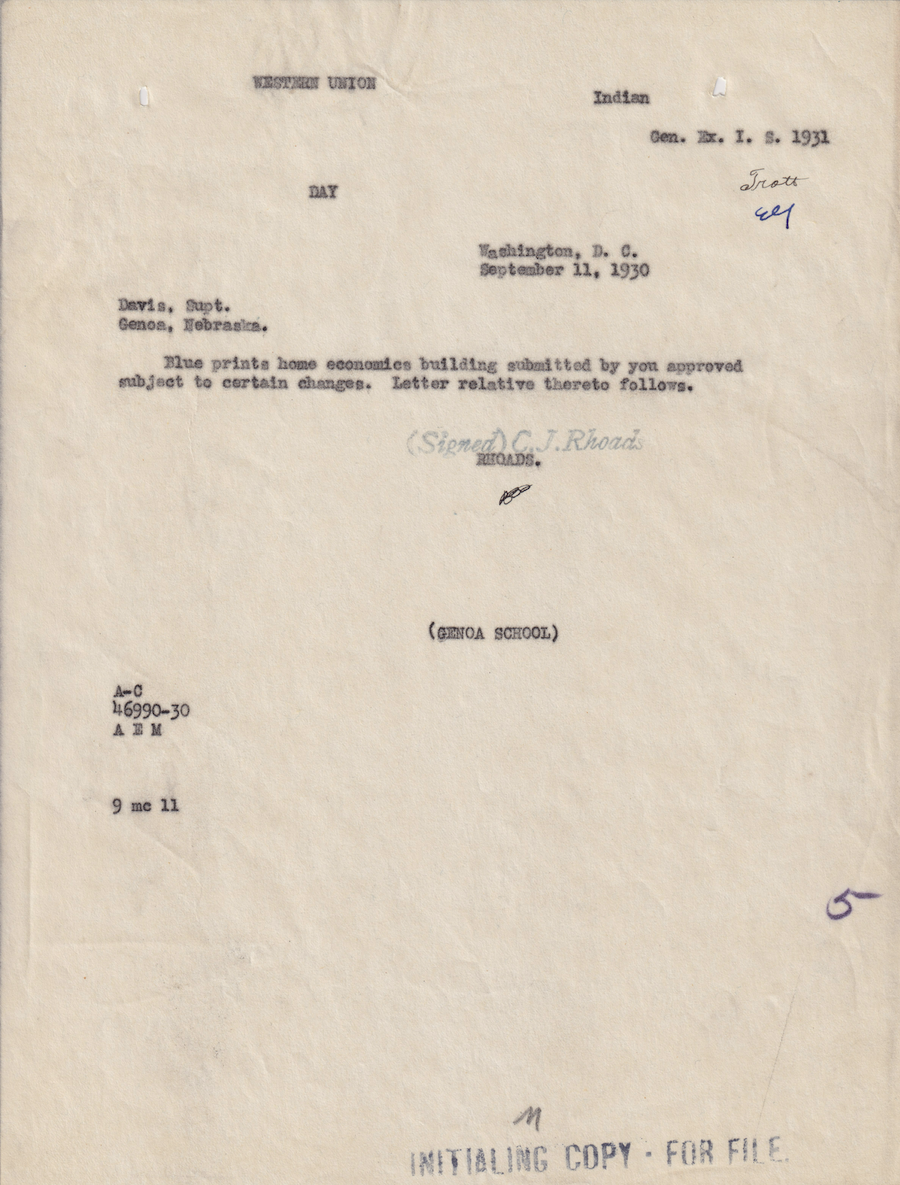 WESTERN UNION
Indian
Gen. Ex. I. S. 1931
DAY
Trott
Washington, D. C.
September 11, 1930
Davis, Supt.
Genoa, Nebraska.
Blue prints home economics building submitted by you approved
subject to certain changes. Letter relative thereto follows.
(Signed) C. J. Rhoads
RHOADS.
(GENOA SCHOOL)
A-C
46990-30
A E M
9 mc 11
5
INITIALING COPY - FOR FILE.